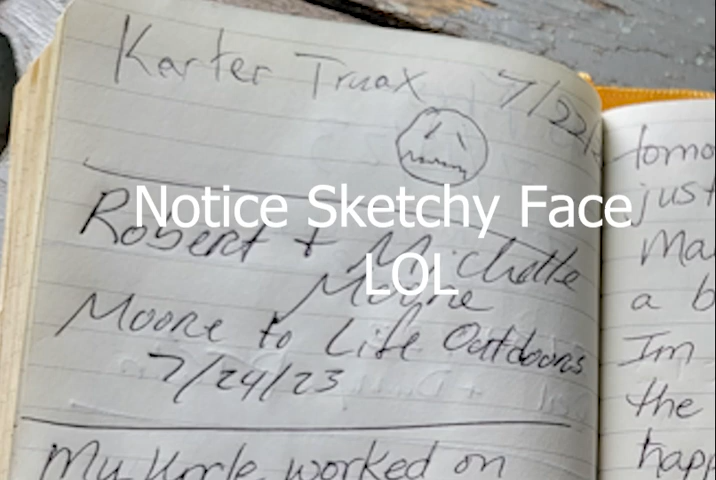 Karter Truax 7/22/
Notice Sketchy Face
LOL
Robert + Michelle
Moore
Moore to Life Outdoors
7/24/23
My Uncle worked on
tomo
just
Ma
a b
Im
the
happ